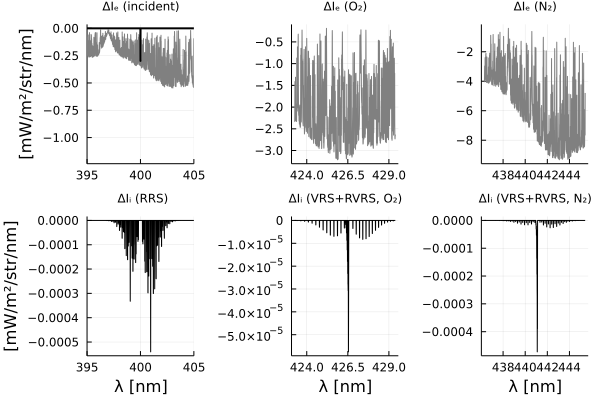 ΔIₑ (incident)
ΔIₑ (O₂)
ΔIₑ (N₂)
[mW/m²/str/nm]
0.00
-0.25
-0.50
-0.75
-1.00
395 400 405
-0.5
-1.0
-1.5
-2.0
-2.5
-3.0
424.0 426.5 429.0
-2
-4
-6
-8
438440442444
ΔIᵢ (RRS)
ΔIᵢ (VRS+RVRS, O₂)
ΔIᵢ (VRS+RVRS, N₂)
[mW/m²/str/nm]
0.0000
-0.0001
-0.0002
-0.0003
-0.0004
-0.0005
395 400 405
λ [nm]
0
-1.0×10⁻⁵
-2.0×10⁻⁵
-3.0×10⁻⁵
-4.0×10⁻⁵
-5.0×10⁻⁵
424.0 426.5 429.0
λ [nm]
0.0000
-0.0001
-0.0002
-0.0003
-0.0004
438440442444
λ [nm]